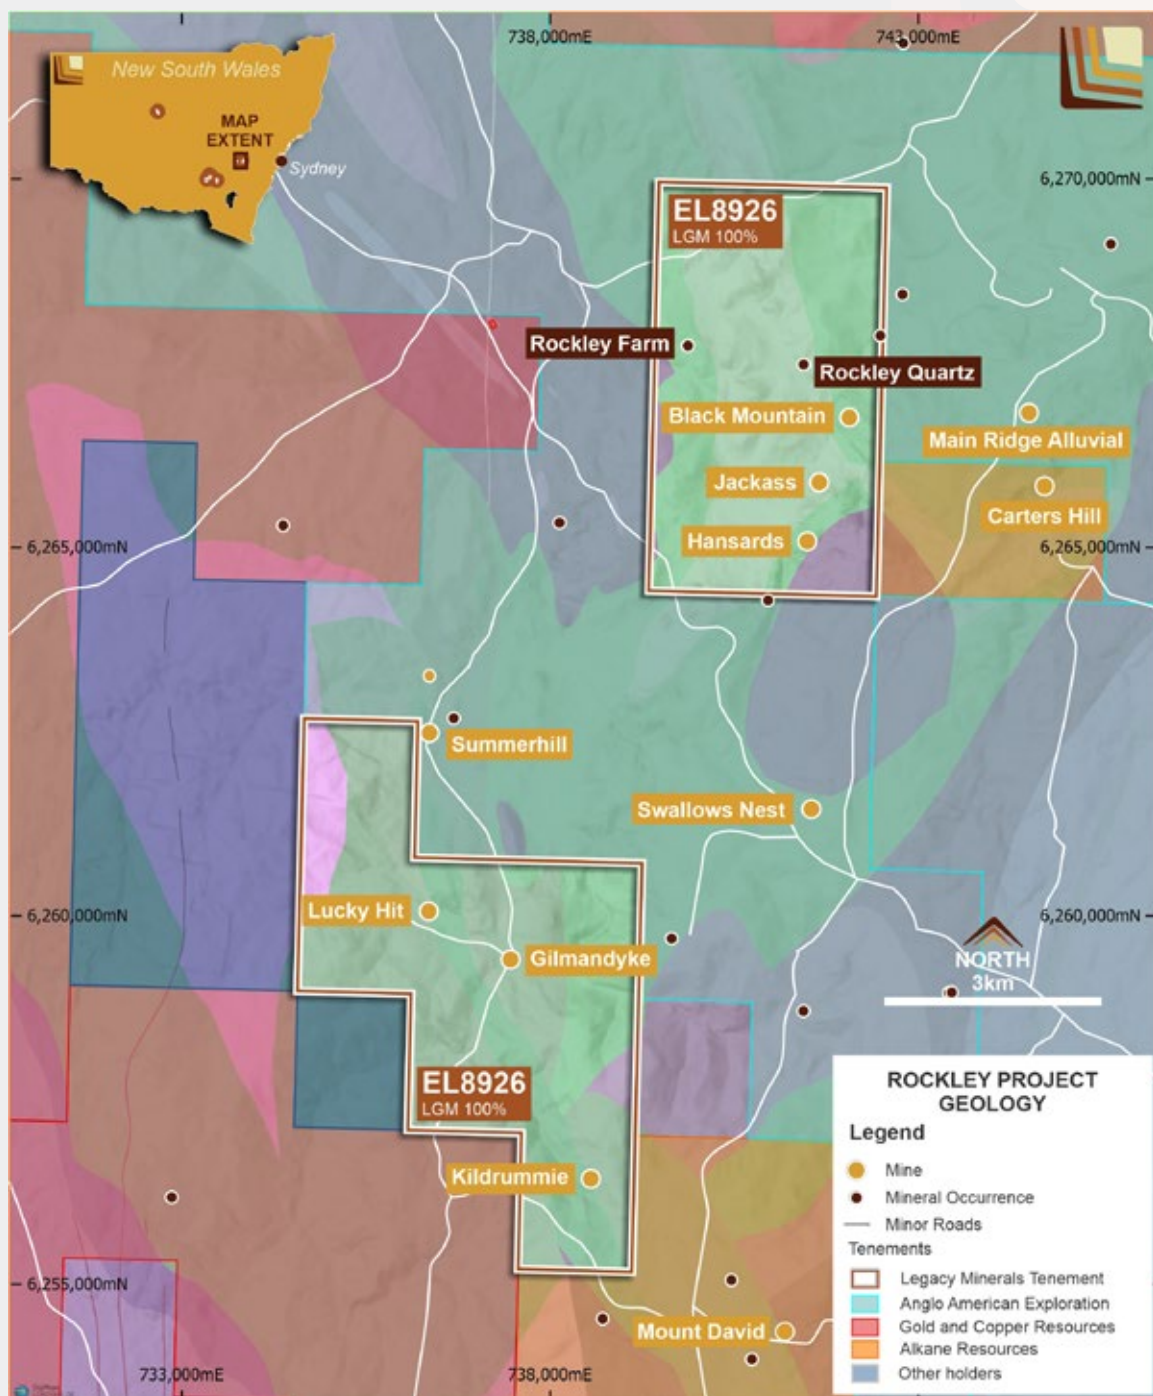 738,000mE
743,000mE
New South Wales
MAP
EXTENT
Sydney
6,270,000mN
EL8926
LGM 100%
Rockley Farm
Rockley Quartz
Black Mountain
Main Ridge Alluvial
Jackass
Carters Hill
Hansards
6,265,000mN
6,265,000mN
Summerhill
Swallows Nest
Lucky Hit
6,260,000mN
6,260,000mN
Gilmandyke
NORTH
3km
EL8926
LGM 100%
Kildrummie
6,255,000mN
Mount David
733,000mE
738,000mE
ROCKLEY PROJECT
GEOLOGY
Legend
Mine
Mineral Occurrence
Minor Roads
Tenements
Legacy Minerals Tenement
Anglo American Exploration
Gold and Copper Resources
Alkane Resources
Other holders